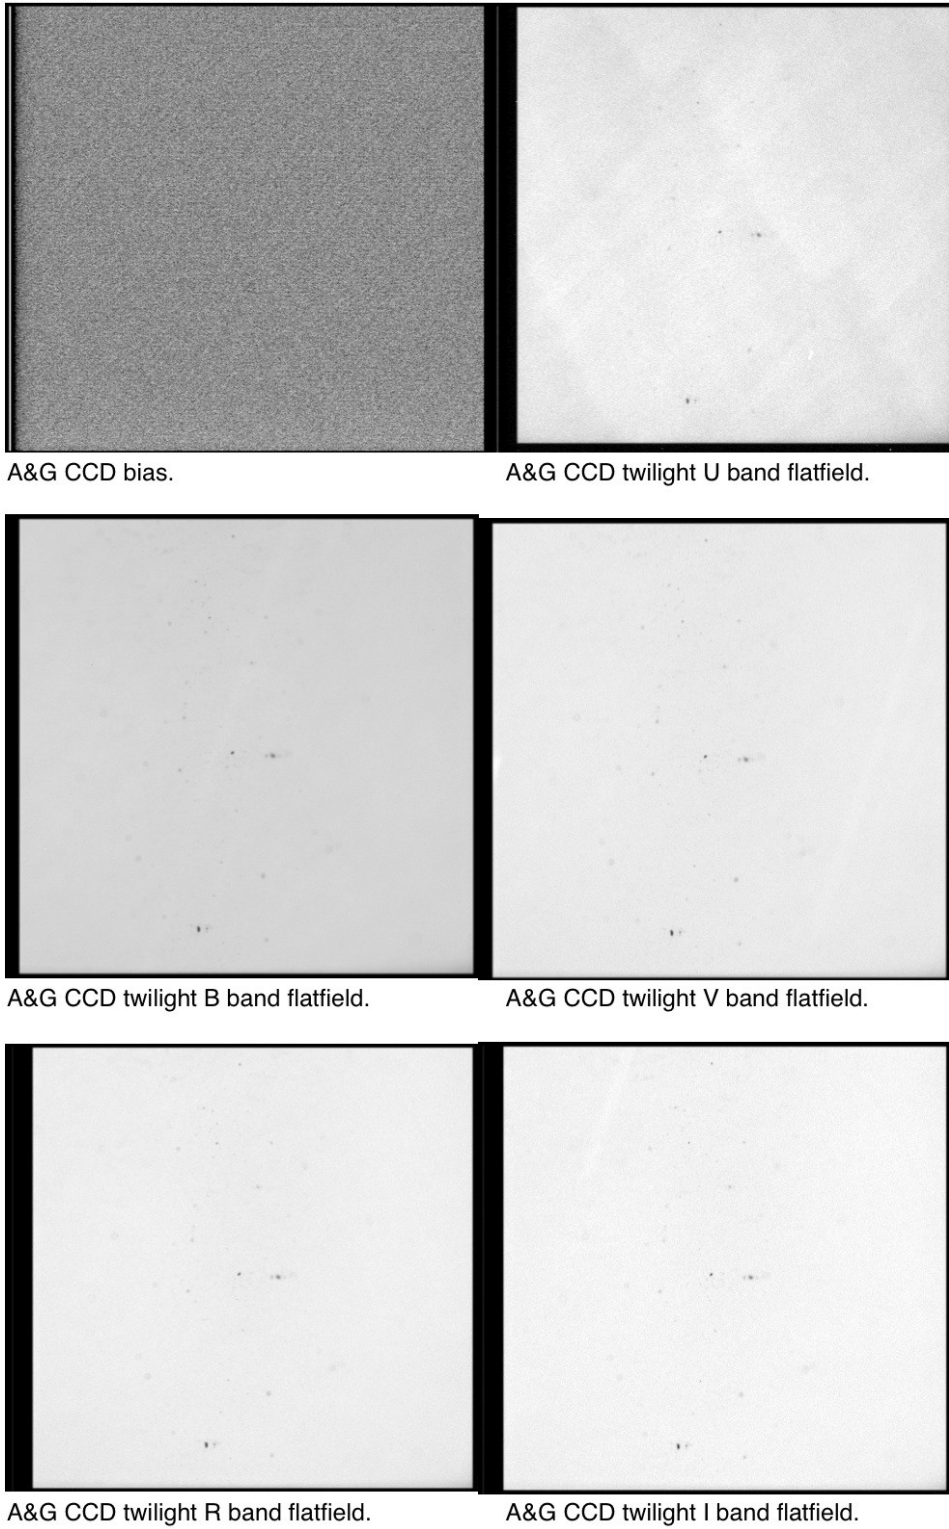 A&G CCD bias.
A&G CCD twilight U band flatfield.
A&G CCD twilight B band flatfield.
A&G CCD twilight V band flatfield.
A&G CCD twilight R band flatfield.
A&G CCD twilight I band flatfield.